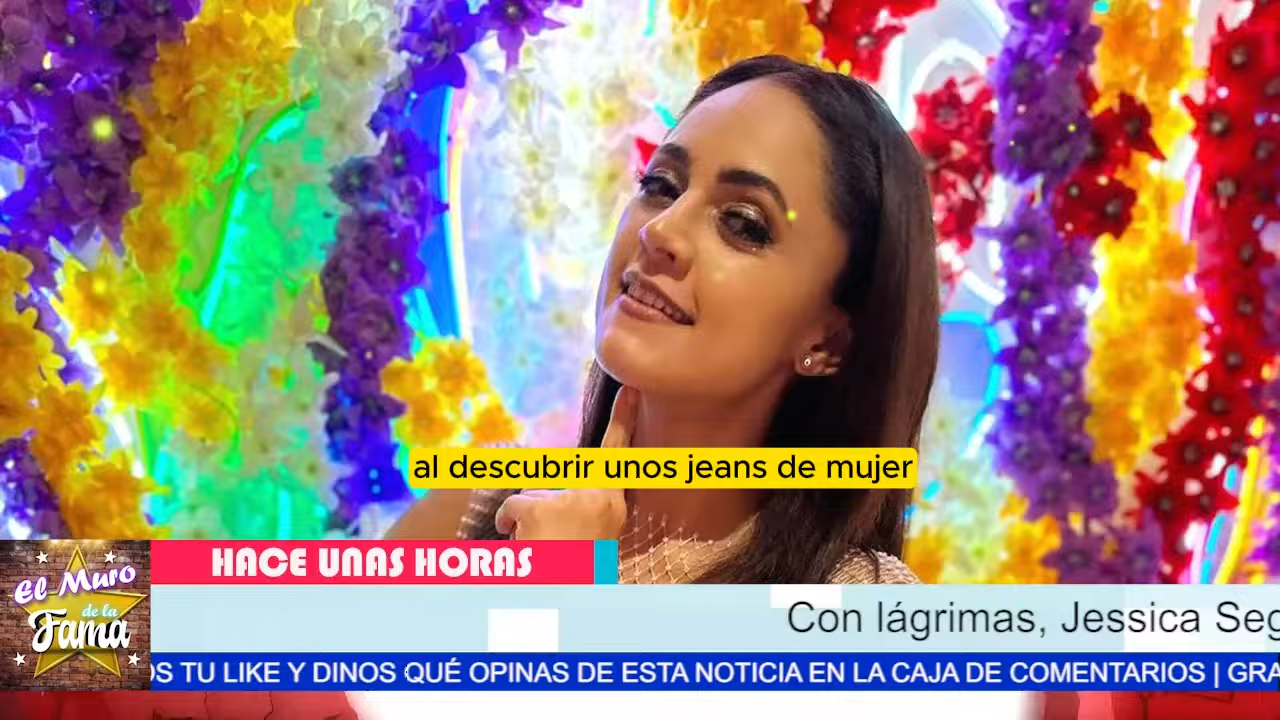 al descubrir unos jeans de mujer
HACE UNAS HORAS
El Muro
de la
Fama
Con lágrimas, Jessica Seg
OS TU LIKE Y DINOS QUÉ OPINAS DE ESTA NOTICIA EN LA CAJA DE COMENTARIOS | GRA